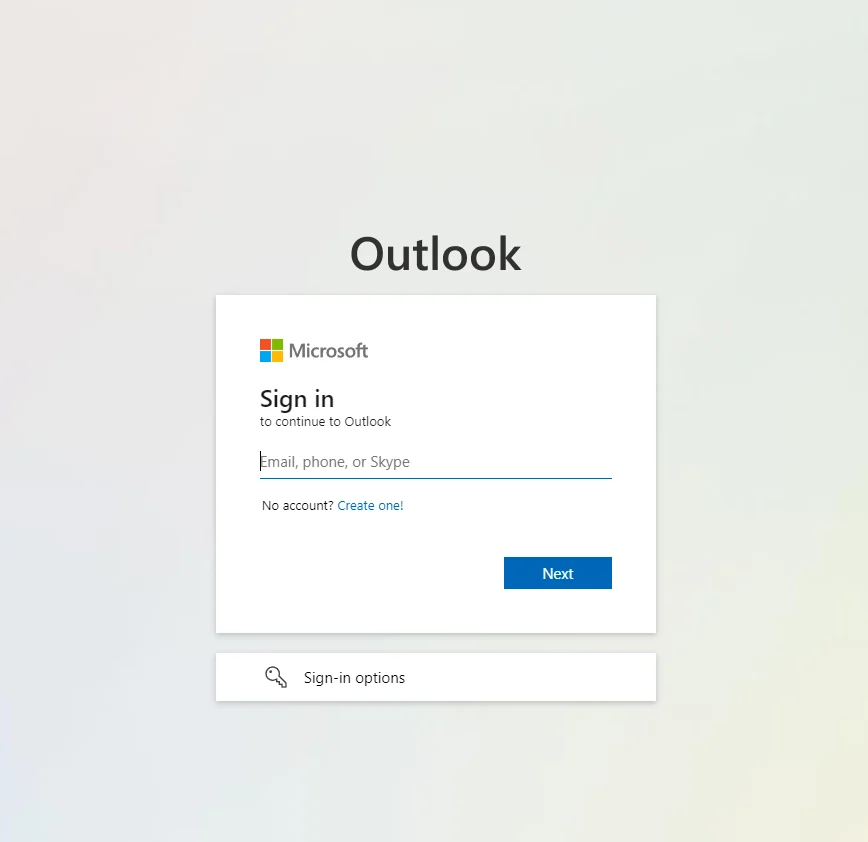 Outlook
Microsoft
Sign in
to continue to Outlook
Email, phone, or Skype
No account? Create one!
Next
Sign-in options